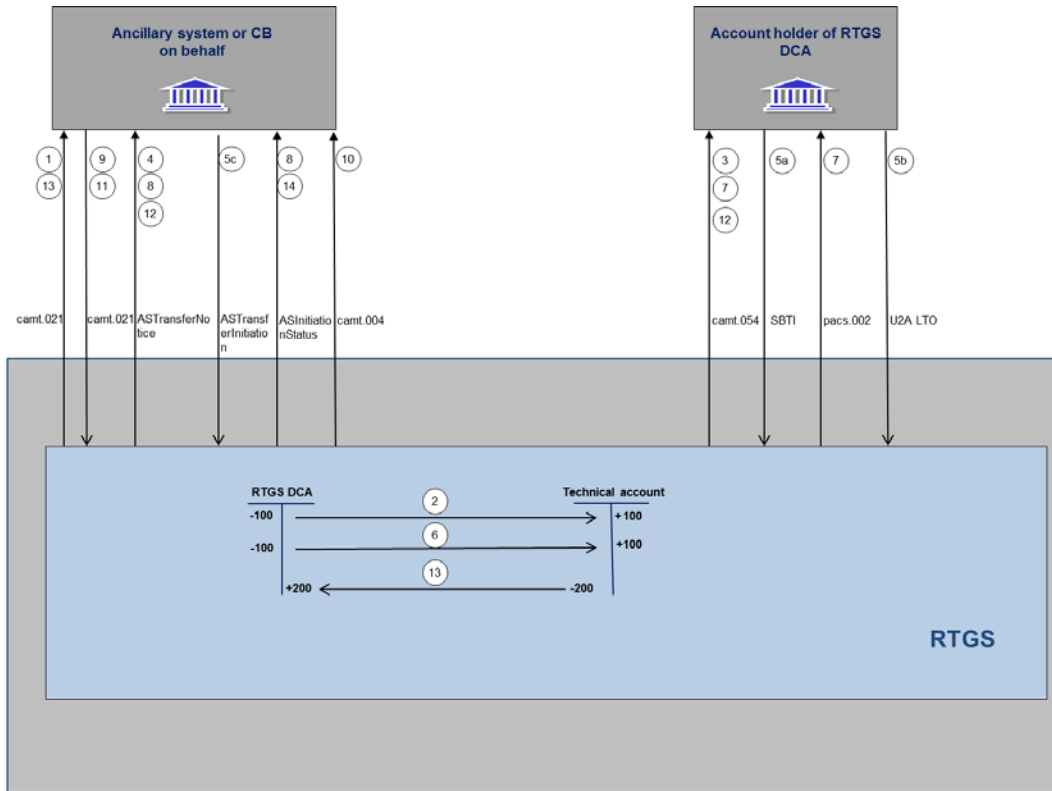 Ancillary system or CB
on behalf
Account holder of RTGS
DCA
1
13
9
11
4
8
12
5c
8
14
10
3
7
12
5a
7
5b
camt.021
camt.021
ASTransferNo
tice
ASTransf
erInitiatio
n
ASInitiatio
nStatus
camt.004
camt.054
SBTI
pacs.002
U2A LTO
RTGS DCA
Technical account
2
-100
+100
6
-100
+100
13
+200
-200
RTGS